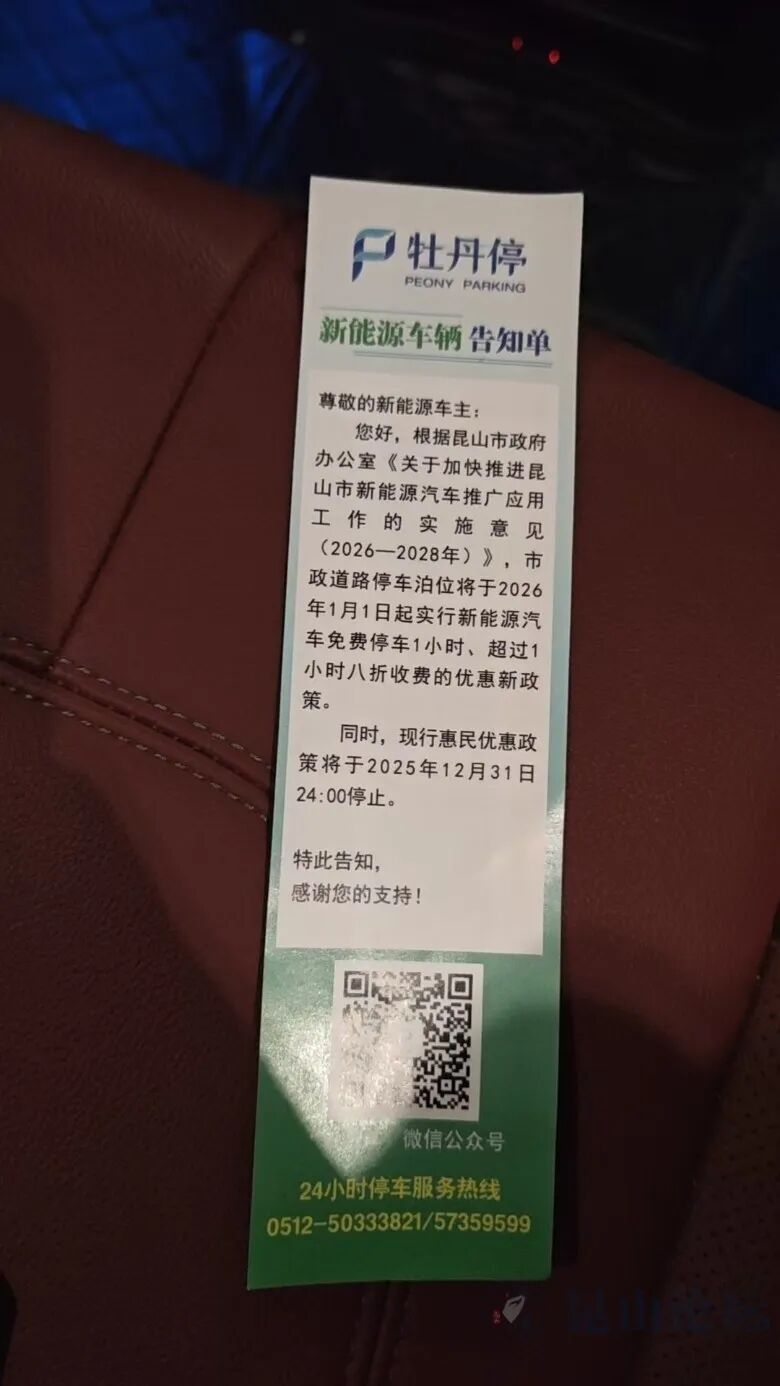 牡丹停
PEONY PARKING
新能源车辆 告知单
尊敬的新能源车主：
您好，根据昆山市政府
办公室《关于加快推进昆
山市新能源汽车推广应用
工作的实施意见
（2026—2028年）》，市
政道路停车泊位将于2026
年1月1日起实行新能源汽
车免费停车1小时、超过1
小时八折收费的优惠新政
策。
同时，现行惠民优惠政
策将于2025年12月31日
24:00停止。
特此告知，
感谢您的支持！
微信公众号
24小时停车服务热线
0512-50333821/57359599
昆山论坛